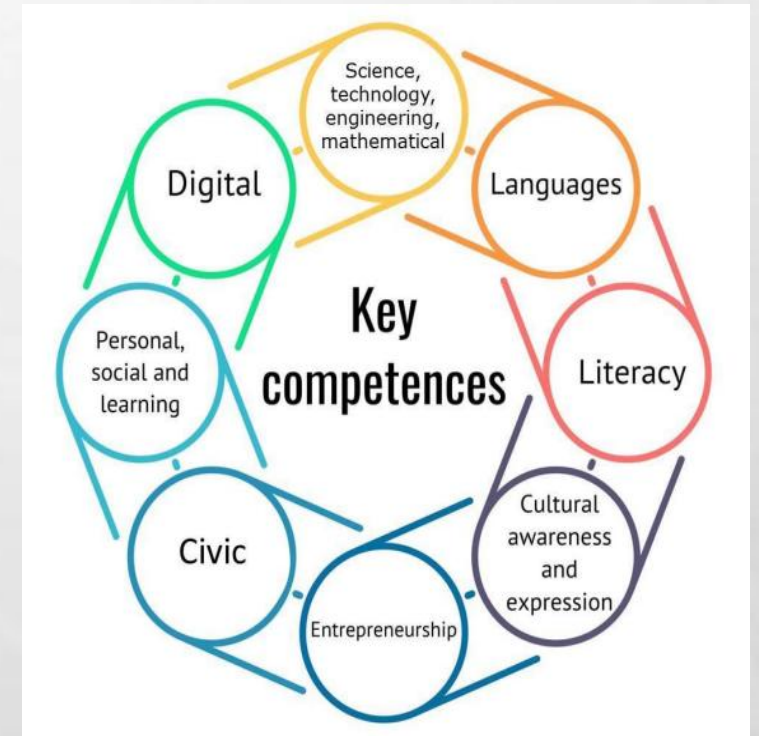 Key
competences
Science,
technology,
engineering,
mathematical
Languages
Literacy
Cultural
awareness
and
expression
Entrepreneurship
Civic
Personal,
social and
learning
Digital